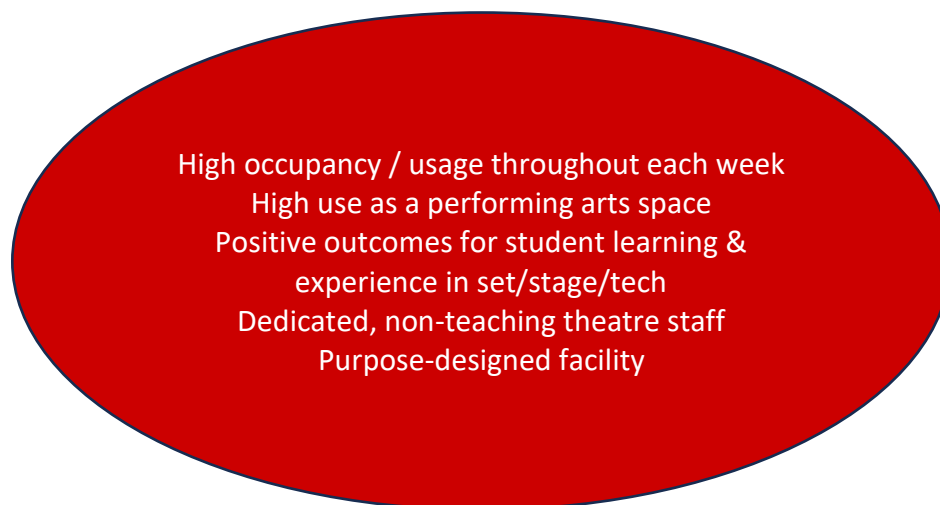 High occupancy / usage throughout each week
High use as a performing arts space
Positive outcomes for student learning &
experience in set/stage/tech
Dedicated, non-teaching theatre staff
Purpose-designed facility